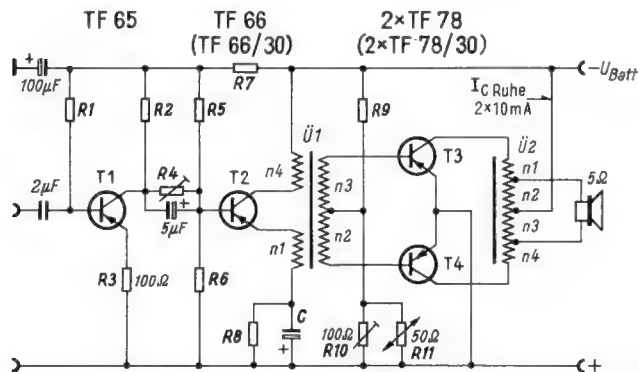 TF 65
TF 66
(TF 66/30)
2×TF 78
(2×TF 78/30)
+
100µF
R1
R2
R5
R7
R9
I C Ruhe
2×10mA
−U Batt
Ü1
Ü2
n4
n3
n1
n2
T1
R4
T2
T3
2µF
5µF
+
n2
n3
5Ω
n1
T4
n4
R3
100Ω
R6
R8
C
+
100Ω
R10
50Ω
R11
+